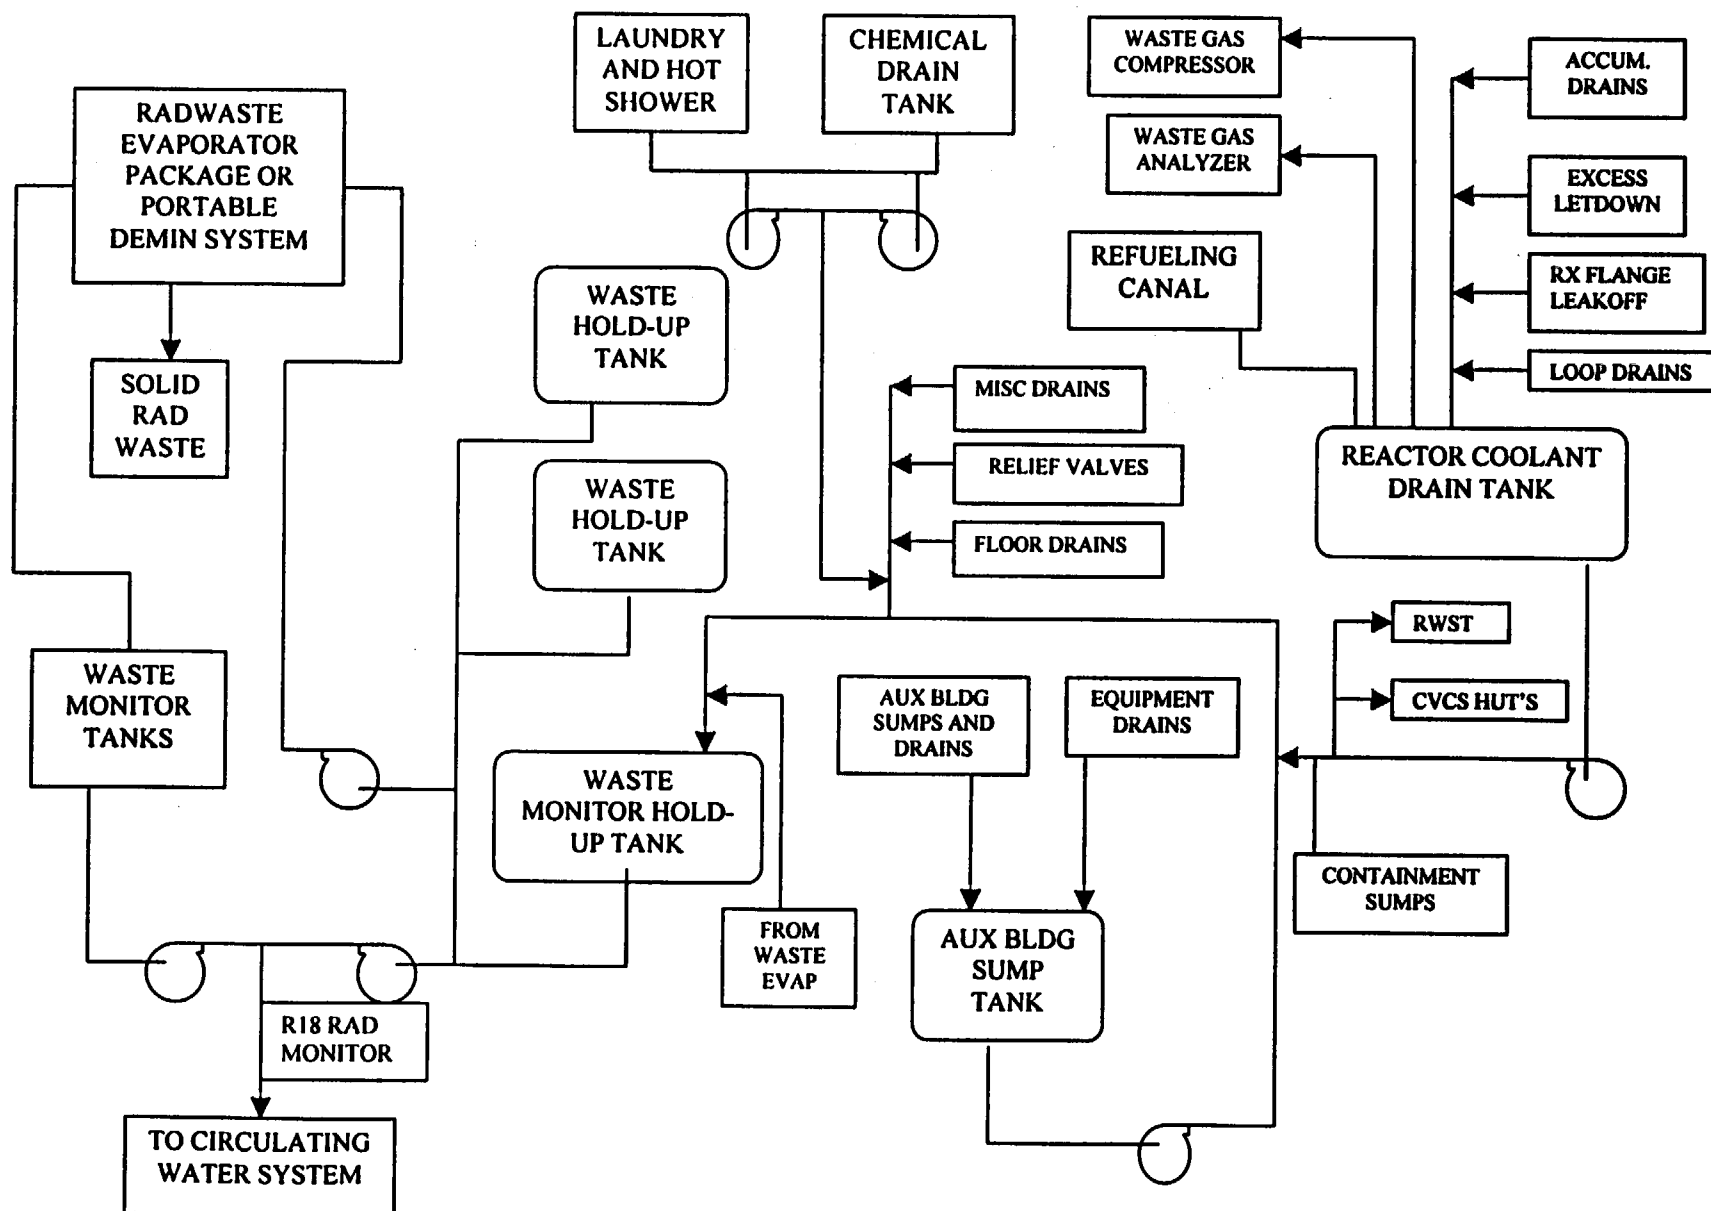 LAUNDRY
AND HOT
SHOWER
CHEMICAL
DRAIN
TANK
WASTE GAS
COMPRESSOR
ACCUM.
DRAINS
RADWASTE
EVAPORATOR
PACKAGE OR
PORTABLE
DEMIN SYSTEM
WASTE GAS
ANALYZER
EXCESS
LETDOWN
REFUELING
CANAL
RX FLANGE
LEAKOFF
WASTE
HOLD-UP
TANK
SOLID
RAD
WASTE
MISC DRAINS
LOOP DRAINS
WASTE
HOLD-UP
TANK
RELIEF VALVES
REACTOR COOLANT
DRAIN TANK
FLOOR DRAINS
RWST
WASTE
MONITOR
TANKS
AUX BLDG
SUMPS AND
DRAINS
EQUIPMENT
DRAINS
CVCS HUT'S
WASTE
MONITOR HOLD-
UP TANK
CONTAINMENT
SUMPS
FROM
WASTE
EVAP
AUX BLDG
SUMP
TANK
R18 RAD
MONITOR
TO CIRCULATING
WATER SYSTEM